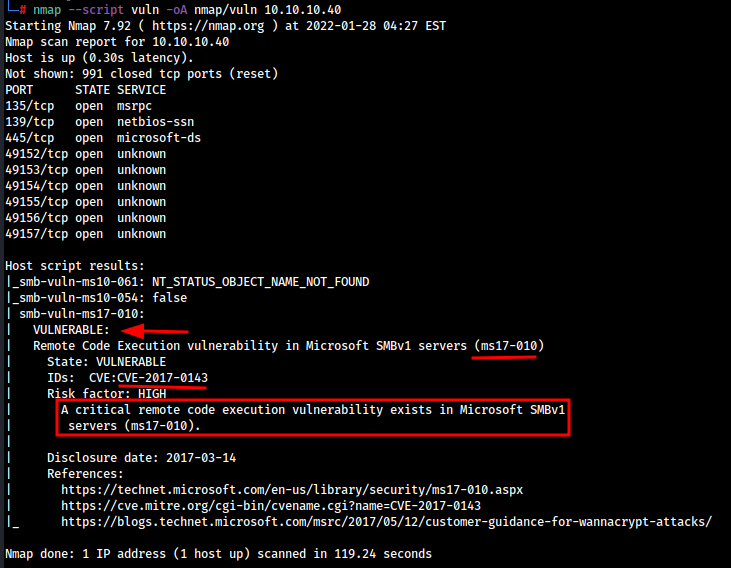 └─# nmap --script vuln -oA nmap/vuln 10.10.10.40
Starting Nmap 7.92 ( https://nmap.org ) at 2022-01-28 04:27 EST
Nmap scan report for 10.10.10.40
Host is up (0.30s latency).
Not shown: 991 closed tcp ports (reset)
PORT      STATE SERVICE
135/tcp   open  msrpc
139/tcp   open  netbios-ssn
445/tcp   open  microsoft-ds
49152/tcp open  unknown
49153/tcp open  unknown
49154/tcp open  unknown
49155/tcp open  unknown
49156/tcp open  unknown
49157/tcp open  unknown

Host script results:
|_smb-vuln-ms10-061: NT_STATUS_OBJECT_NAME_NOT_FOUND
|_smb-vuln-ms10-054: false
| smb-vuln-ms17-010:
|   VULNERABLE:
|   Remote Code Execution vulnerability in Microsoft SMBv1 servers (ms17-010)
|     State: VULNERABLE
|     IDs:  CVE:CVE-2017-0143
|     Risk factor: HIGH
|       A critical remote code execution vulnerability exists in Microsoft SMBv1
|        servers (ms17-010).
|
|     Disclosure date: 2017-03-14
|     References:
|       https://technet.microsoft.com/en-us/library/security/ms17-010.aspx
|       https://cve.mitre.org/cgi-bin/cvename.cgi?name=CVE-2017-0143
|_      https://blogs.technet.microsoft.com/msrc/2017/05/12/customer-guidance-for-wannacrypt-attacks/

Nmap done: 1 IP address (1 host up) scanned in 119.24 seconds